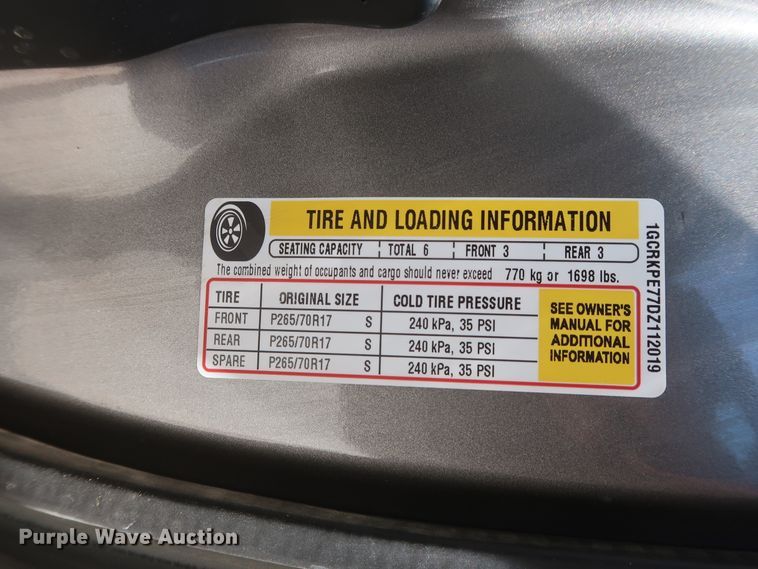 TIRE AND LOADING INFORMATION
SEATING CAPACITY TOTAL 6 FRONT 3 REAR 3
The combined weight of occupants and cargo should never exceed 770 kg or 1698 lbs.
TIRE ORIGINAL SIZE COLD TIRE PRESSURE
FRONT P265/70R17 S 240 kPa, 35 PSI
REAR P265/70R17 S 240 kPa, 35 PSI
SPARE P265/70R17 S 240 kPa, 35 PSI
SEE OWNER'S
MANUAL FOR
ADDITIONAL
INFORMATION
1GCRKPE77DZ112019
Purple Wave Auction